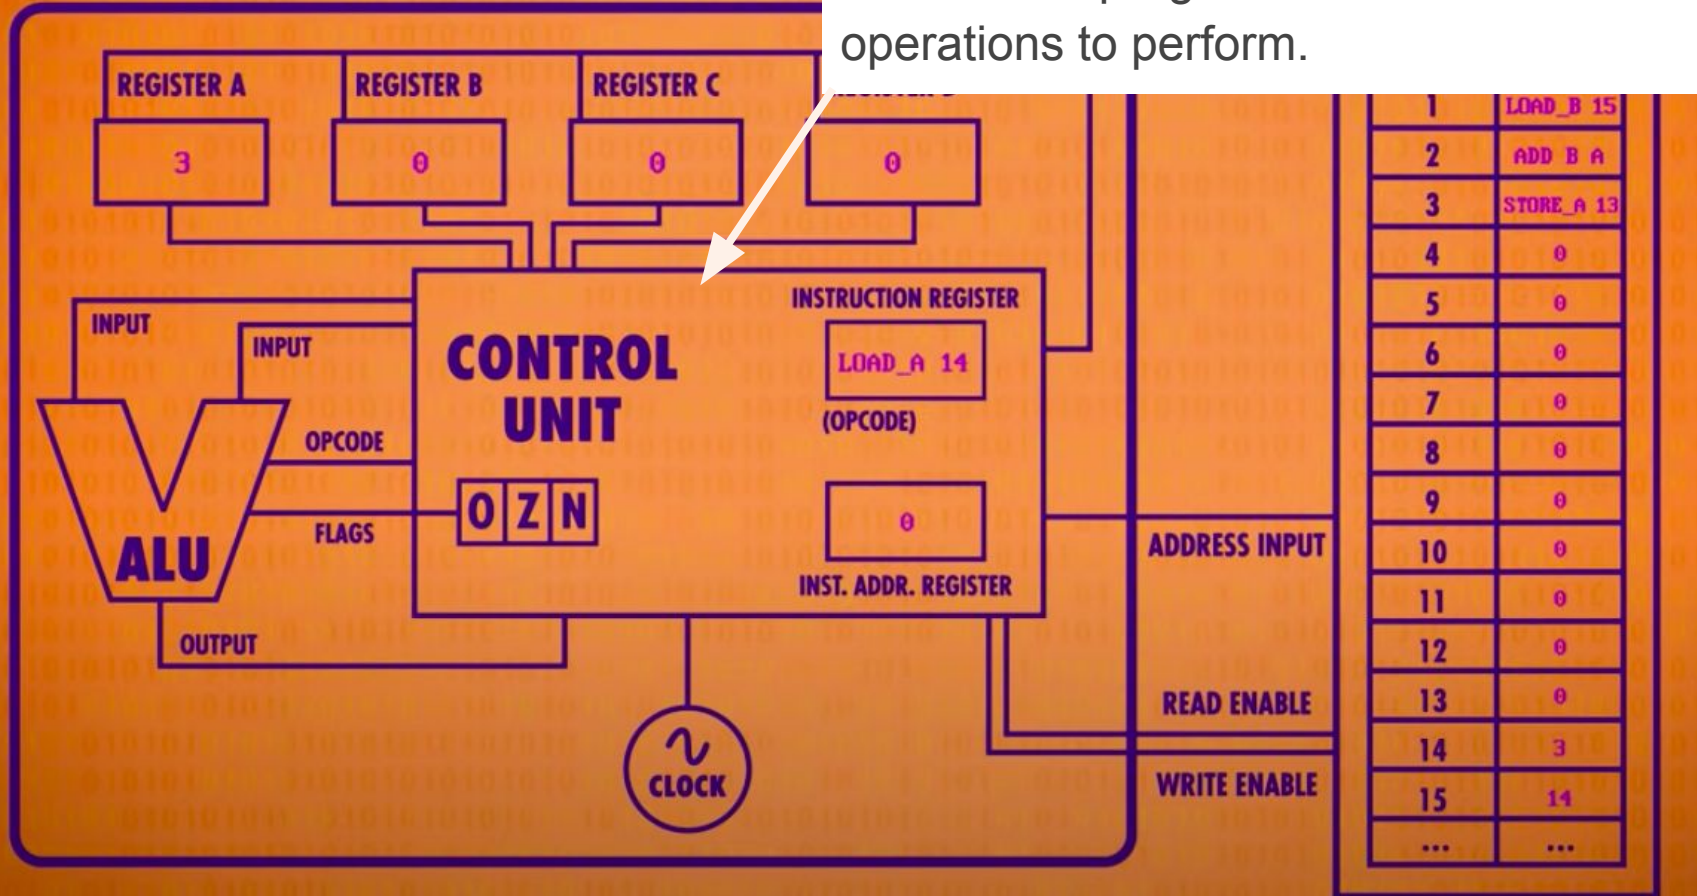 operations to perform.
REGISTER A
REGISTER B
REGISTER C
3
0
0
0
INPUT
INPUT
OPCODE
FLAGS
ALU
OUTPUT
CONTROL
UNIT
O Z N
INSTRUCTION REGISTER
LOAD_A 14
(OPCODE)
0
INST. ADDR. REGISTER
CLOCK
ADDRESS INPUT
READ ENABLE
WRITE ENABLE
1 LOAD_B 15
2 ADD B A
3 STORE_A 13
4 0
5 0
6 0
7 0
8 0
9 0
10 0
11 0
12 0
13 0
14 3
15 14
... ...